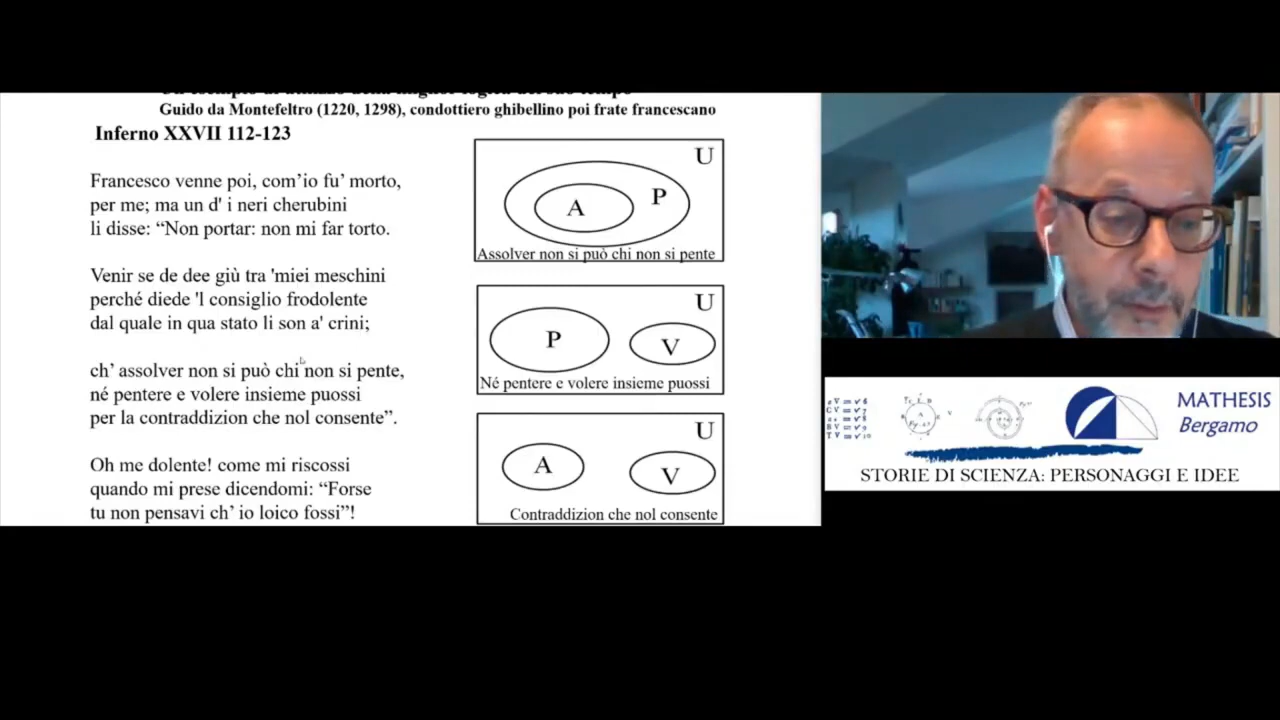 Guido da Montefeltro (1220, 1298), condottiero ghibellino poi frate francescano
Inferno XXVII 112-123
Francesco venne poi, com’io fu’ morto,
per me; ma un d' i neri cherubini
li disse: “Non portar: non mi far torto.
Venir se de dee giù tra 'miei meschini
perché diede 'l consiglio frodolente
dal quale in qua stato li son a' crini;
ch’ assolver non si può chi non si pente,
né pentere e volere insieme puossi
per la contraddizion che nol consente”.
Oh me dolente! come mi riscossi
quando mi prese dicendomi: “Forse
tu non pensavi ch’ io loico fossi”!
U
A
P
Assolver non si può chi non si pente
U
P
V
Né pentere e volere insieme puossi
U
A
V
Contraddizion che nol consente
MATHESIS
Bergamo
STORIE DI SCIENZA: PERSONAGGI E IDEE